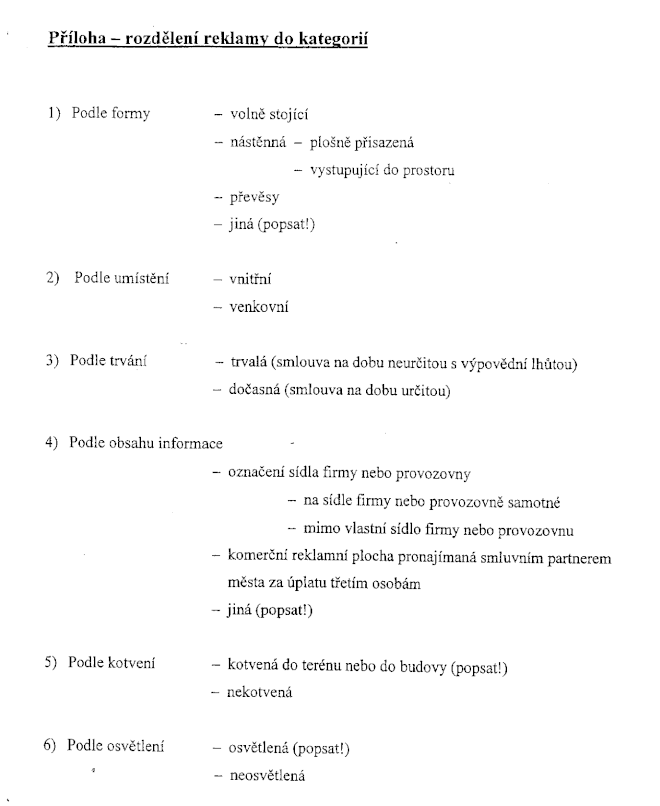 Příloha – rozdělení reklamy do kategorií
1) Podle formy – volně stojící
– nástěnná – plošně přisazená
– vystupující do prostoru
– převěsy
– jiná (popsat!)
2) Podle umístění – vnitřní
– venkovní
3) Podle trvání – trvalá (smlouva na dobu neurčitou s výpovědní lhůtou)
– dočasná (smlouva na dobu určitou)
4) Podle obsahu informace
– označení sídla firmy nebo provozovny
– na sídle firmy nebo provozovně samotné
– mimo vlastní sídlo firmy nebo provozovnu
– komerční reklamní plocha pronajímaná smluvním partnerem
města za úplatu třetím osobám
– jiná (popsat!)
5) Podle kotvení – kotvená do terénu nebo do budovy (popsat!)
– nekotvená
6) Podle osvětlení – osvětlená (popsat!)
– neosvětlená